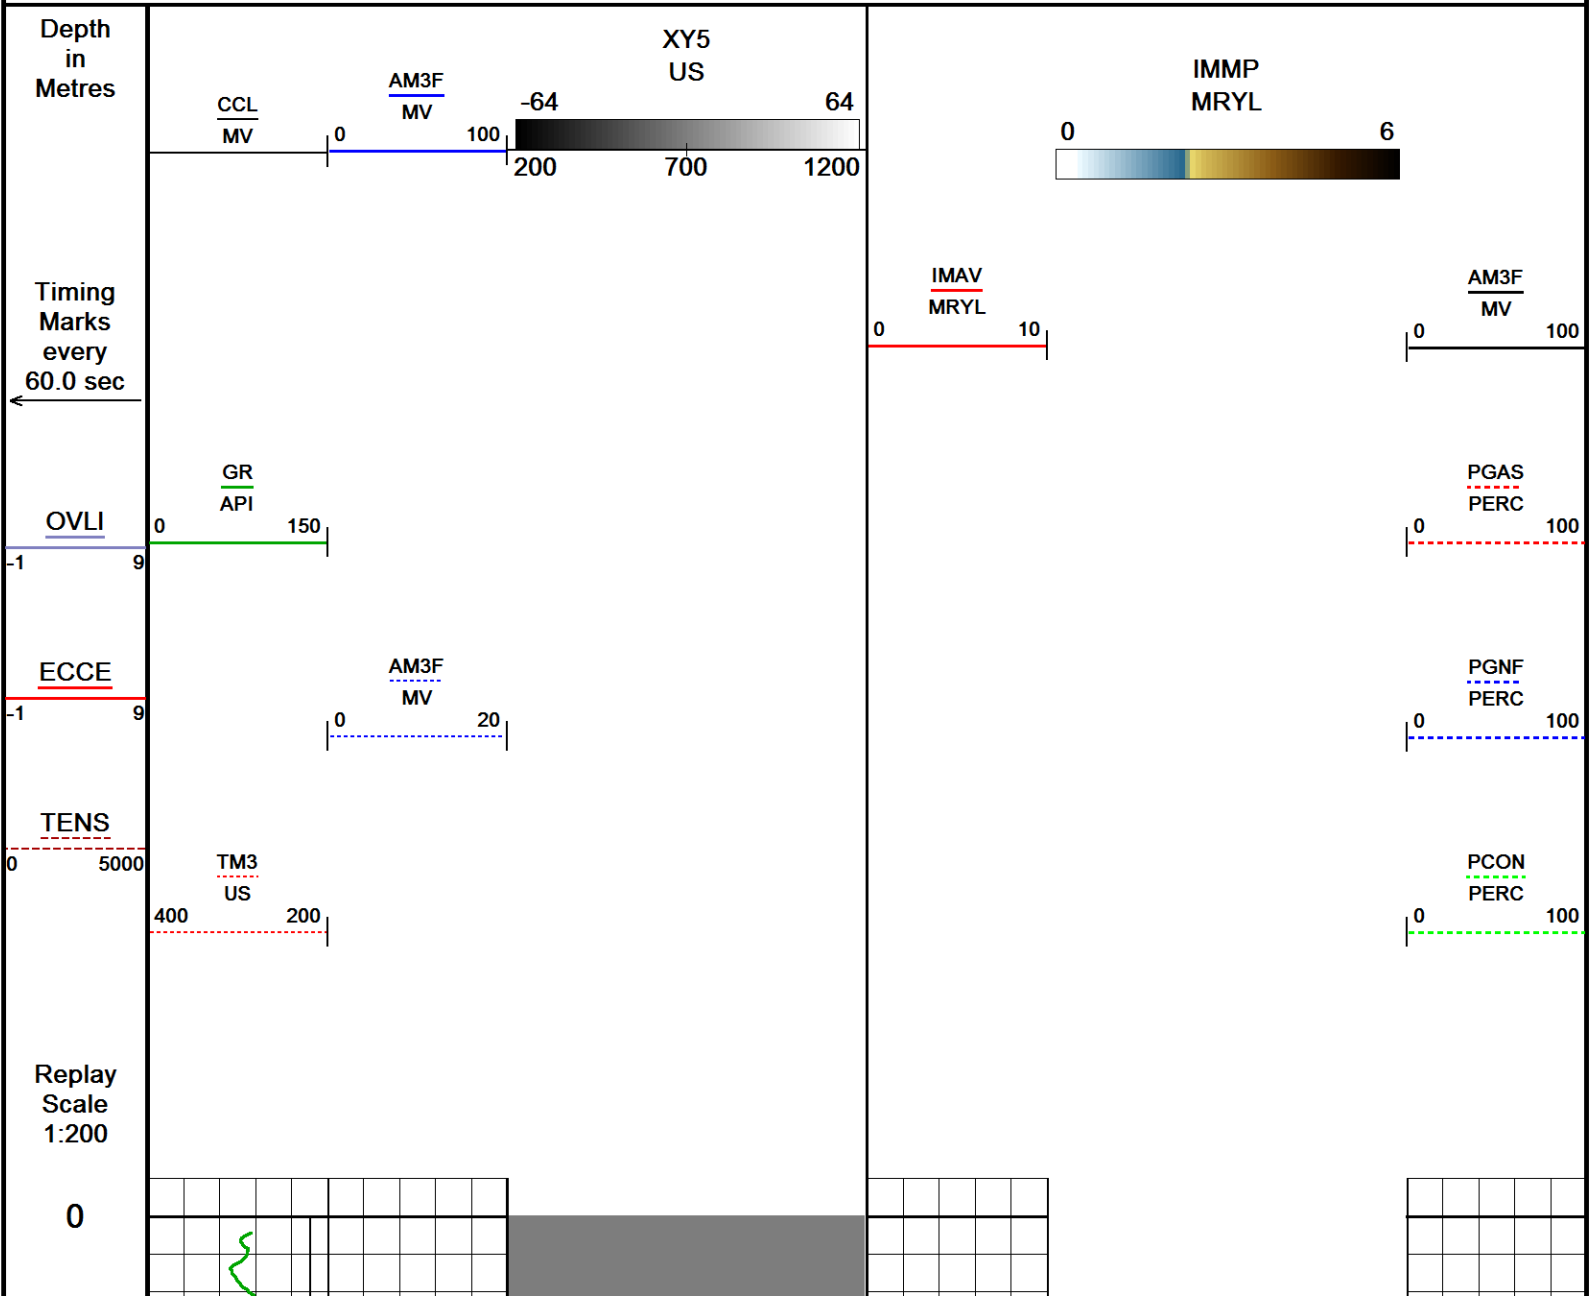 Depth
in
Metres
Timing
Marks
every
60.0 sec
OVLI
-1 9
ECCE
-1 9
TENS
0 5000
Replay
Scale
1:200
0
CCL
MV
AM3F
MV
0 100
XY5
US
-64 64
200 700 1200
GR
API
0 150
AM3F
MV
0 20
TM3
US
400 200
IMMP
MRYL
0 6
IMAV
MRYL
0 10
AM3F
MV
0 100
PGAS
PERC
0 100
PGNF
PERC
0 100
PCON
PERC
0 100